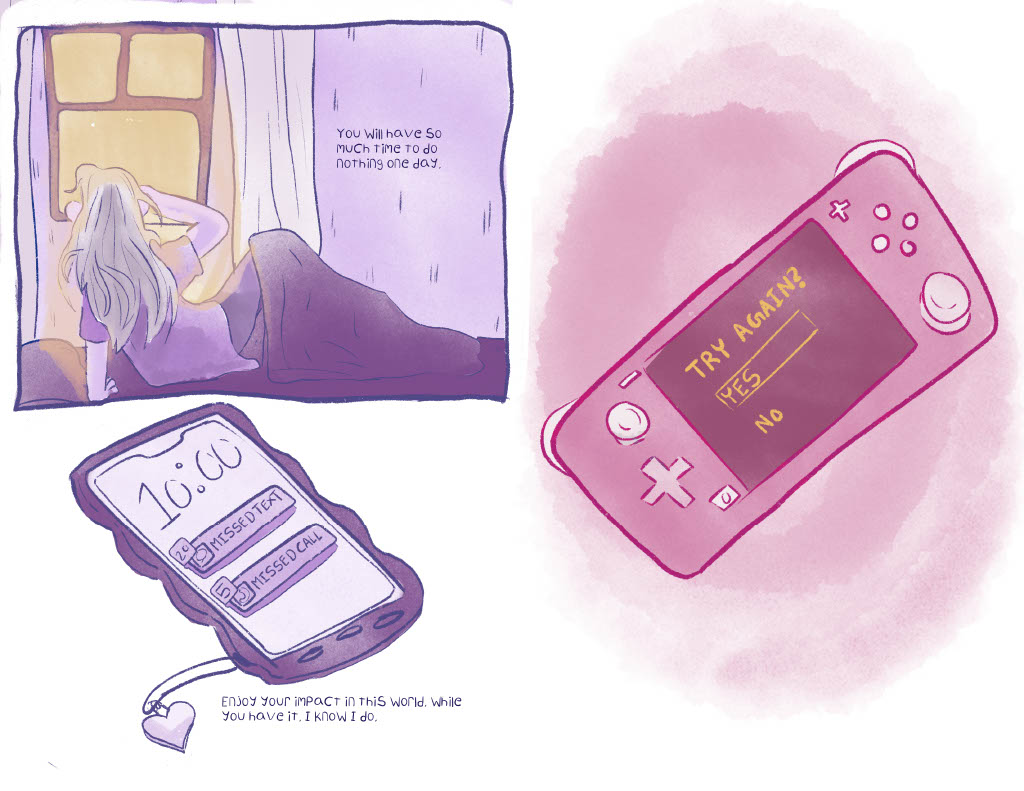 You will have so
much time to do
nothing one day.
10:00
20 MISSED TEXT
5 MISSED CALL
Enjoy your impact in this world. While
you have it. I know I do.
TRY AGAIN?
YES
No